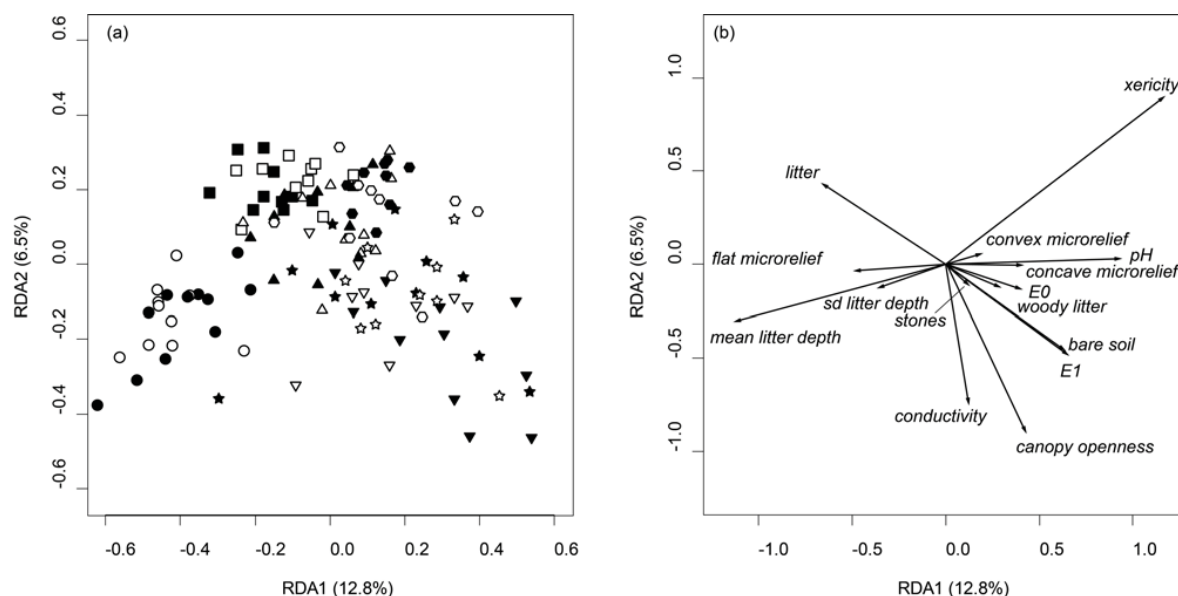 (a)
0.6
0.4
0.2
0.0
-0.2
-0.4
-0.6
RDA2 (6.5%)
-0.6 -0.4 -0.2 0.0 0.2 0.4 0.6
RDA1 (12.8%)
(b)
1.0
0.5
0.0
-0.5
-1.0
RDA2 (6.5%)
xericity
litter
convex microrelief
flat microrelief
pH
concave microrelief
E0
sd litter depth
woody litter
stones
mean litter depth
bare soil
E1
conductivity
canopy openness
-1.0 -0.5 0.0 0.5 1.0
RDA1 (12.8%)